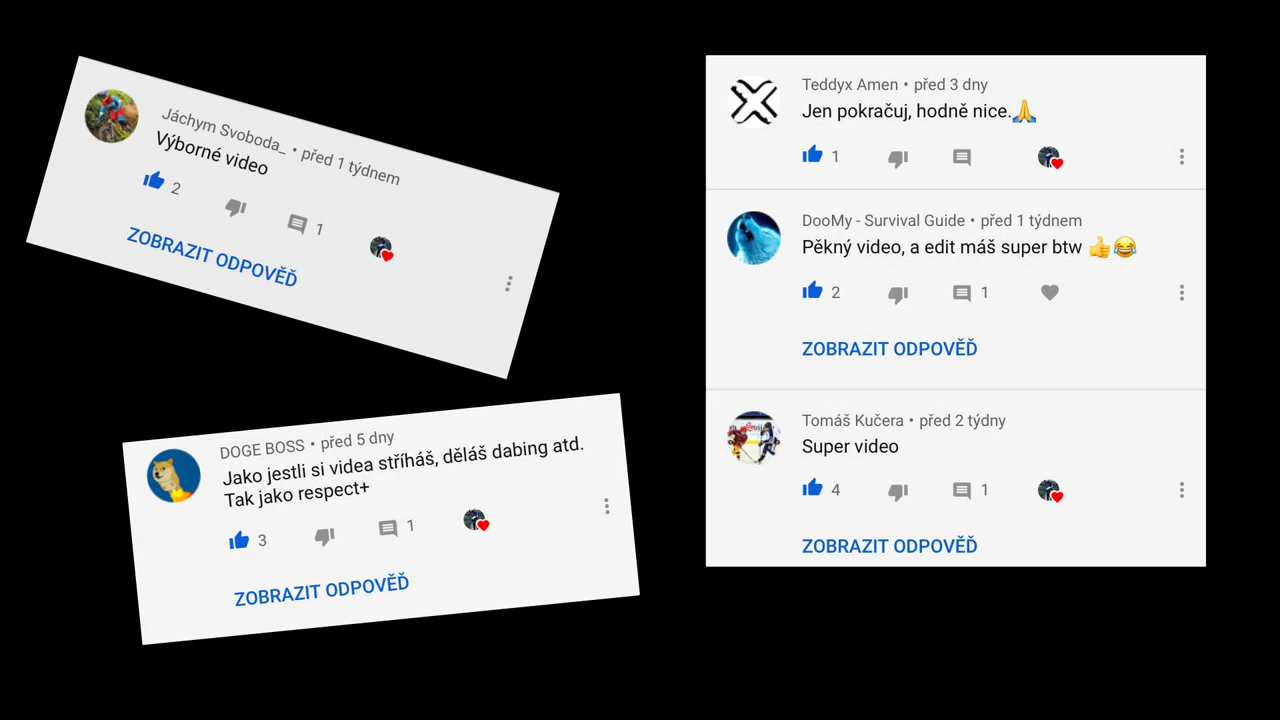 Jáchym Svoboda_ • před 1 týdnem
Výborné video
2
1
ZOBRAZIT ODPOVĚĎ
DOGE BOSS • před 5 dny
Jako jestli si videa stříháš, děláš dabing atd.
Tak jako respect+
3
1
ZOBRAZIT ODPOVĚĎ
Teddyx Amen • před 3 dny
Jen pokračuj, hodně nice.🙏
1
DooMy - Survival Guide • před 1 týdnem
Pěkný video, a edit máš super btw 👍😂
2
1
ZOBRAZIT ODPOVĚĎ
Tomáš Kučera • před 2 týdny
Super video
4
1
ZOBRAZIT ODPOVĚĎ